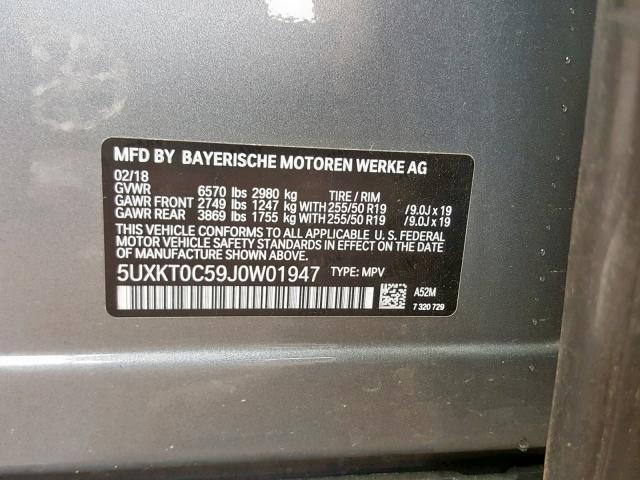 MFD BY BAYERISCHE MOTOREN WERKE AG
02/18
GVWR 6570 lbs 2980 kg TIRE / RIM
GAWR FRONT 2749 lbs 1247 kg WITH 255/50 R19 /9.0J x 19
GAWR REAR 3869 lbs 1755 kg WITH 255/50 R19 /9.0J x 19
THIS VEHICLE CONFORMS TO ALL APPLICABLE U.S. FEDERAL
MOTOR VEHICLE SAFETY STANDARDS IN EFFECT ON THE DATE
OF MANUFACTURE SHOWN ABOVE.
5UXKT0C59J0W01947 TYPE: MPV
A52M
7 320 729